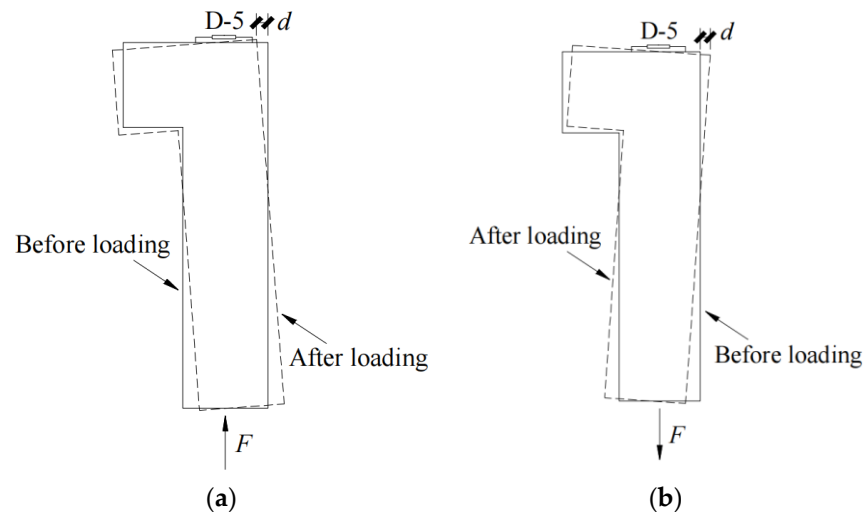 D-5 d
D-5 d
Before loading
After loading
After loading
Before loading
F
F
(a)
(b)